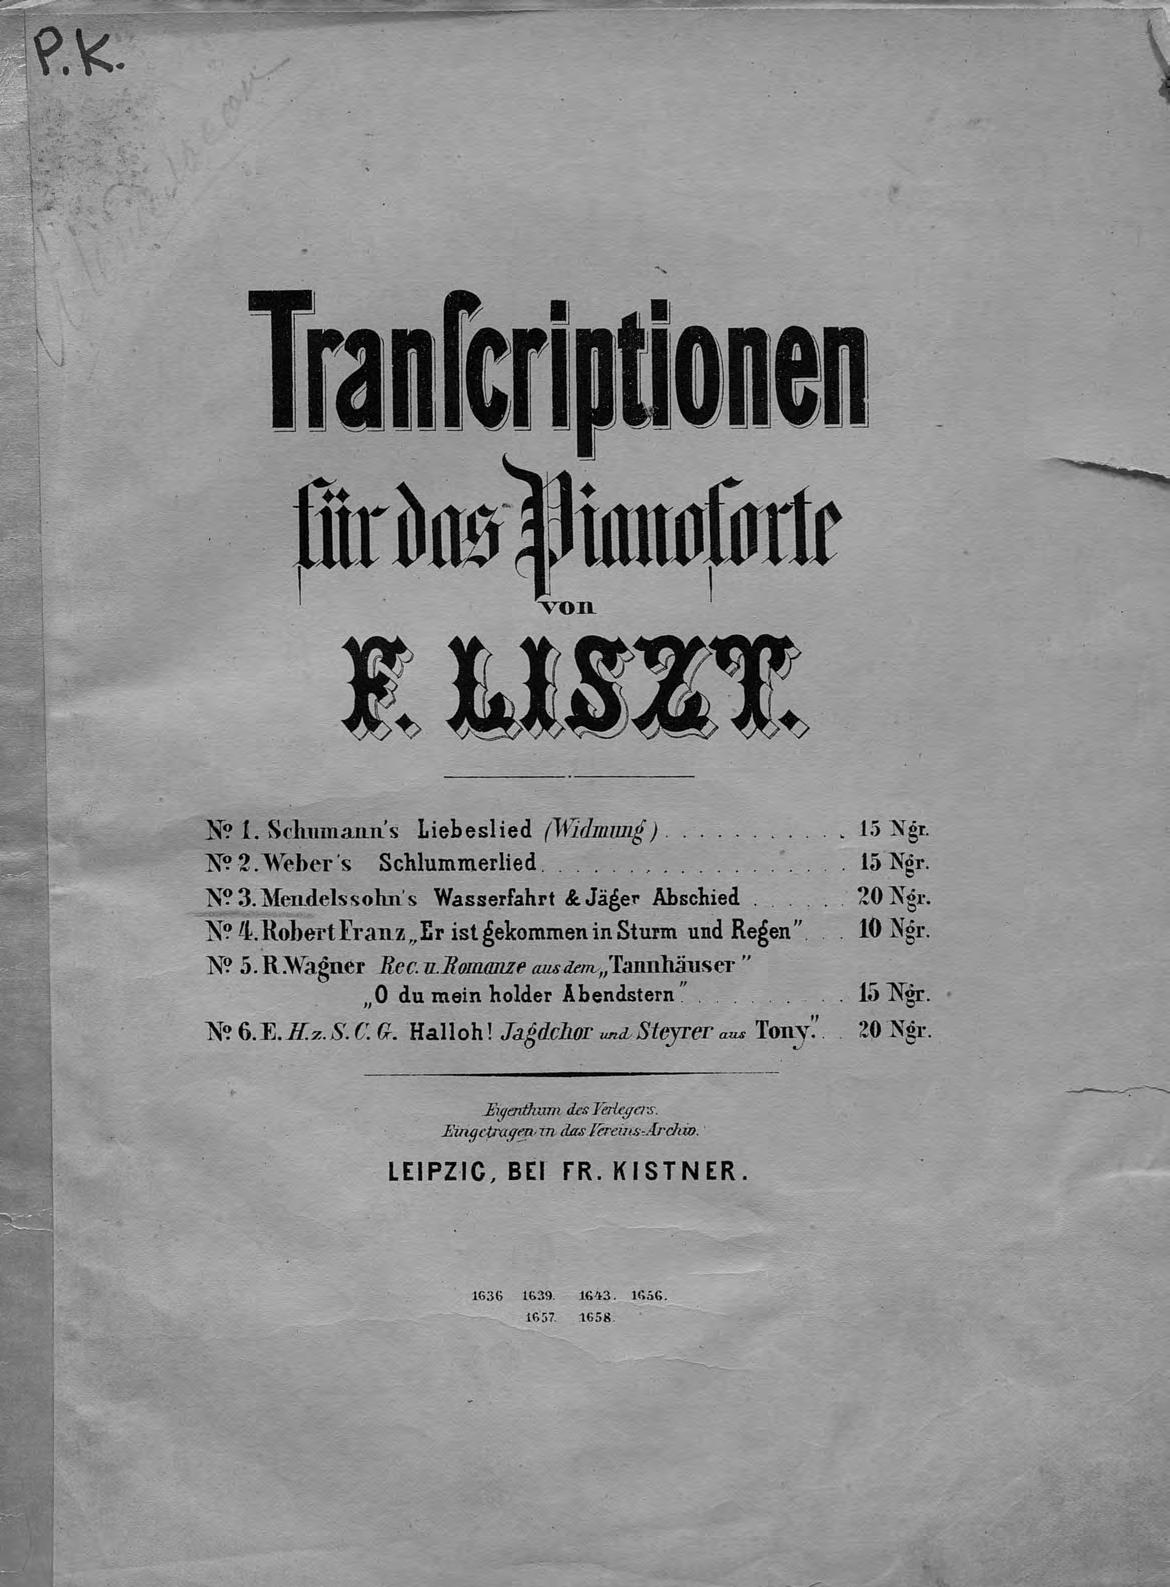 P.K.
Tranſcriptionen
für das Pianoforte
von
F. LISZT.
No 1. Schumann's Liebeslied (Widmung) . . . . . . . . . . . 15 Ngr.
No 2. Weber's Schlummerlied . . . . . . . . . . . . . . . . . . 15 Ngr.
No 3. Mendelssohn's Wasserfahrt & Jäger Abschied . . . . . . 20 Ngr.
No 4. Robert Franz „Er ist gekommen in Sturm und Regen" . . . 10 Ngr.
No 5. R. Wagner Rec. u. Romanze aus dem „Tannhäuser"
„O du mein holder Abendstern" . . . . . . . . . 15 Ngr.
No 6. E. H. z. S. C. G. Halloh! Jagdchor und Steyrer aus Tony". . . 20 Ngr.
Eigenthum des Verlegers.
Eingetragen in das Vereins-Archiv.
LEIPZIG, BEI FR. KISTNER.
1636 1639. 1643. 1656.
1657. 1658.